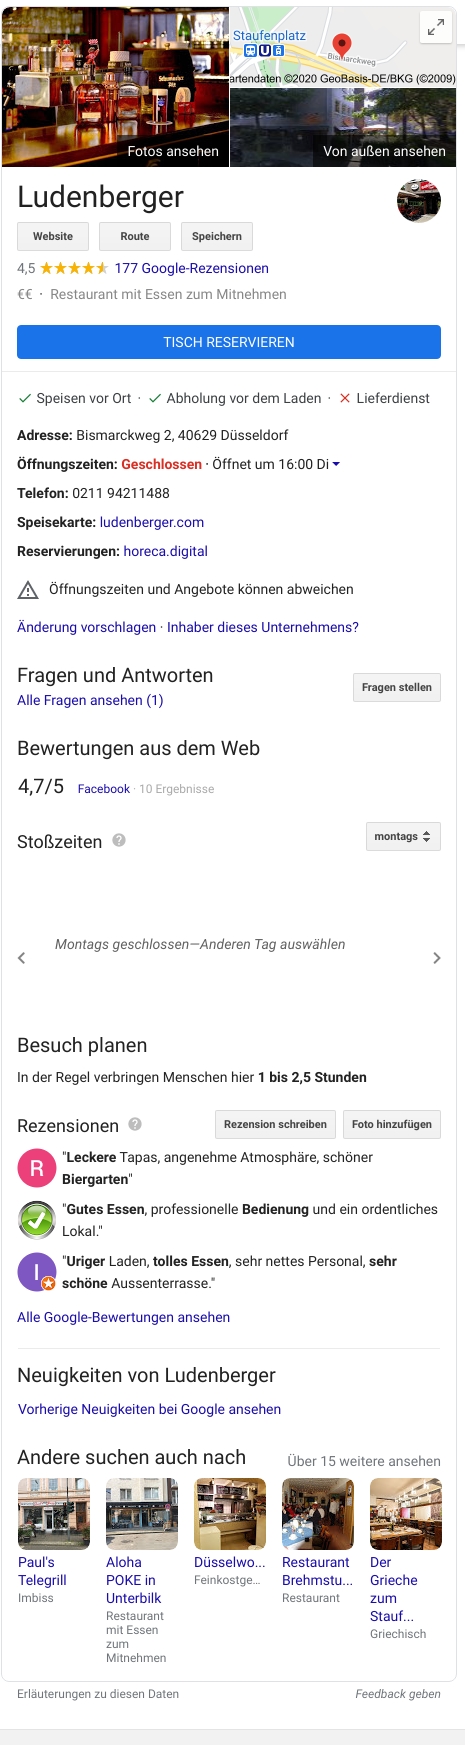 Staufenplatz
U
Bismarckweg
artendaten ©2020 GeoBasis-DE/BKG (©2009)
Fotos ansehen
Von außen ansehen
Ludenberger
Website Route Speichern
4,5 177 Google-Rezensionen
€€ · Restaurant mit Essen zum Mitnehmen
TISCH RESERVIEREN
Speisen vor Ort · Abholung vor dem Laden · Lieferdienst
Adresse: Bismarckweg 2, 40629 Düsseldorf
Öffnungszeiten: Geschlossen · Öffnet um 16:00 Di
Telefon: 0211 94211488
Speisekarte: ludenberger.com
Reservierungen: horeca.digital
Öffnungszeiten und Angebote können abweichen
Änderung vorschlagen · Inhaber dieses Unternehmens?
Fragen und Antworten
Alle Fragen ansehen (1)
Fragen stellen
Bewertungen aus dem Web
4,7/5 Facebook · 10 Ergebnisse
Stoßzeiten ?
montags
Montags geschlossen—Anderen Tag auswählen
Besuch planen
In der Regel verbringen Menschen hier 1 bis 2,5 Stunden
Rezensionen ? Rezension schreiben Foto hinzufügen
R
"Leckere Tapas, angenehme Atmosphäre, schöner
Biergarten"
"Gutes Essen, professionelle Bedienung und ein ordentliches
Lokal."
I
"Uriger Laden, tolles Essen, sehr nettes Personal, sehr
schöne Aussenterrasse."
Alle Google-Bewertungen ansehen
Neuigkeiten von Ludenberger
Vorherige Neuigkeiten bei Google ansehen
Andere suchen auch nach
Über 15 weitere ansehen
Paul's
Telegrill
Imbiss
Aloha
POKE in
Unterbilk
Restaurant
mit Essen
zum
Mitnehmen
Düsselwo...
Feinkostge...
Restaurant
Brehmstu...
Restaurant
Der
Grieche
zum
Stauf...
Griechisch
Erläuterungen zu diesen Daten
Feedback geben